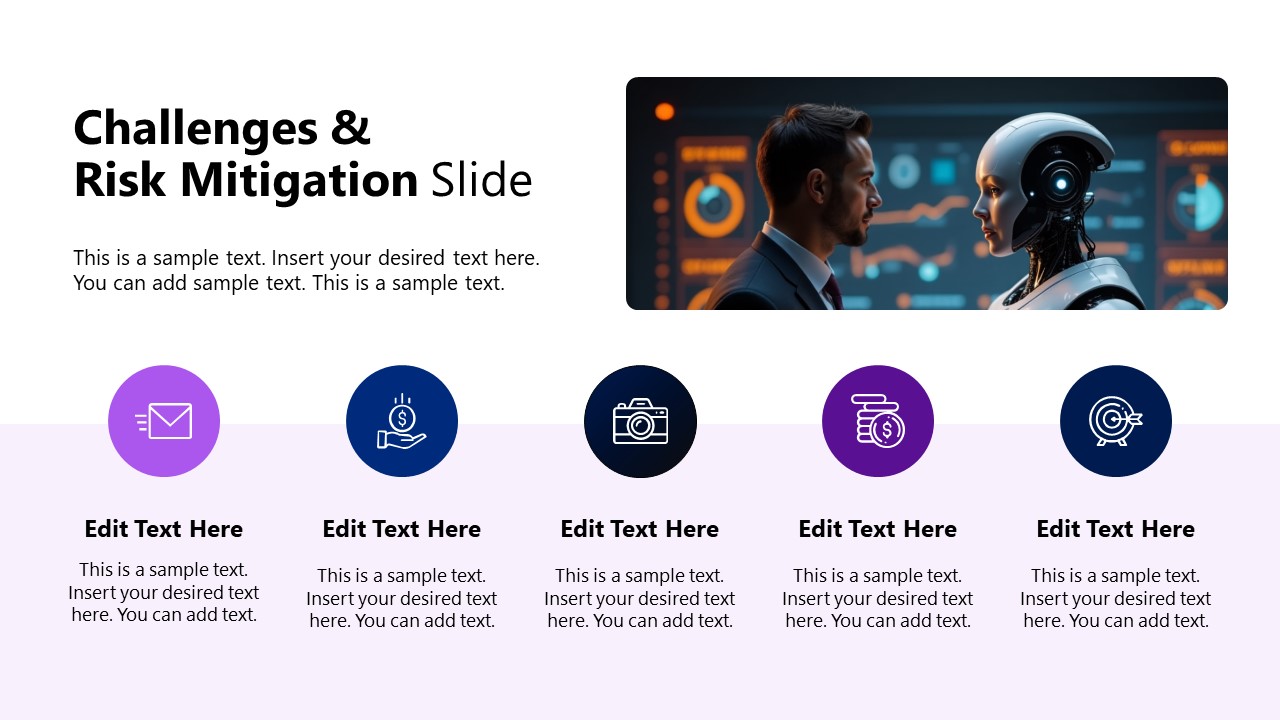 Challenges &
Risk Mitigation Slide
This is a sample text. Insert your desired text here.
You can add sample text. This is a sample text.
Edit Text Here
This is a sample text.
Insert your desired text
here. You can add text.
Edit Text Here
This is a sample text.
Insert your desired text
here. You can add text.
Edit Text Here
This is a sample text.
Insert your desired text
here. You can add text.
Edit Text Here
This is a sample text.
Insert your desired text
here. You can add text.
Edit Text Here
This is a sample text.
Insert your desired text
here. You can add text.